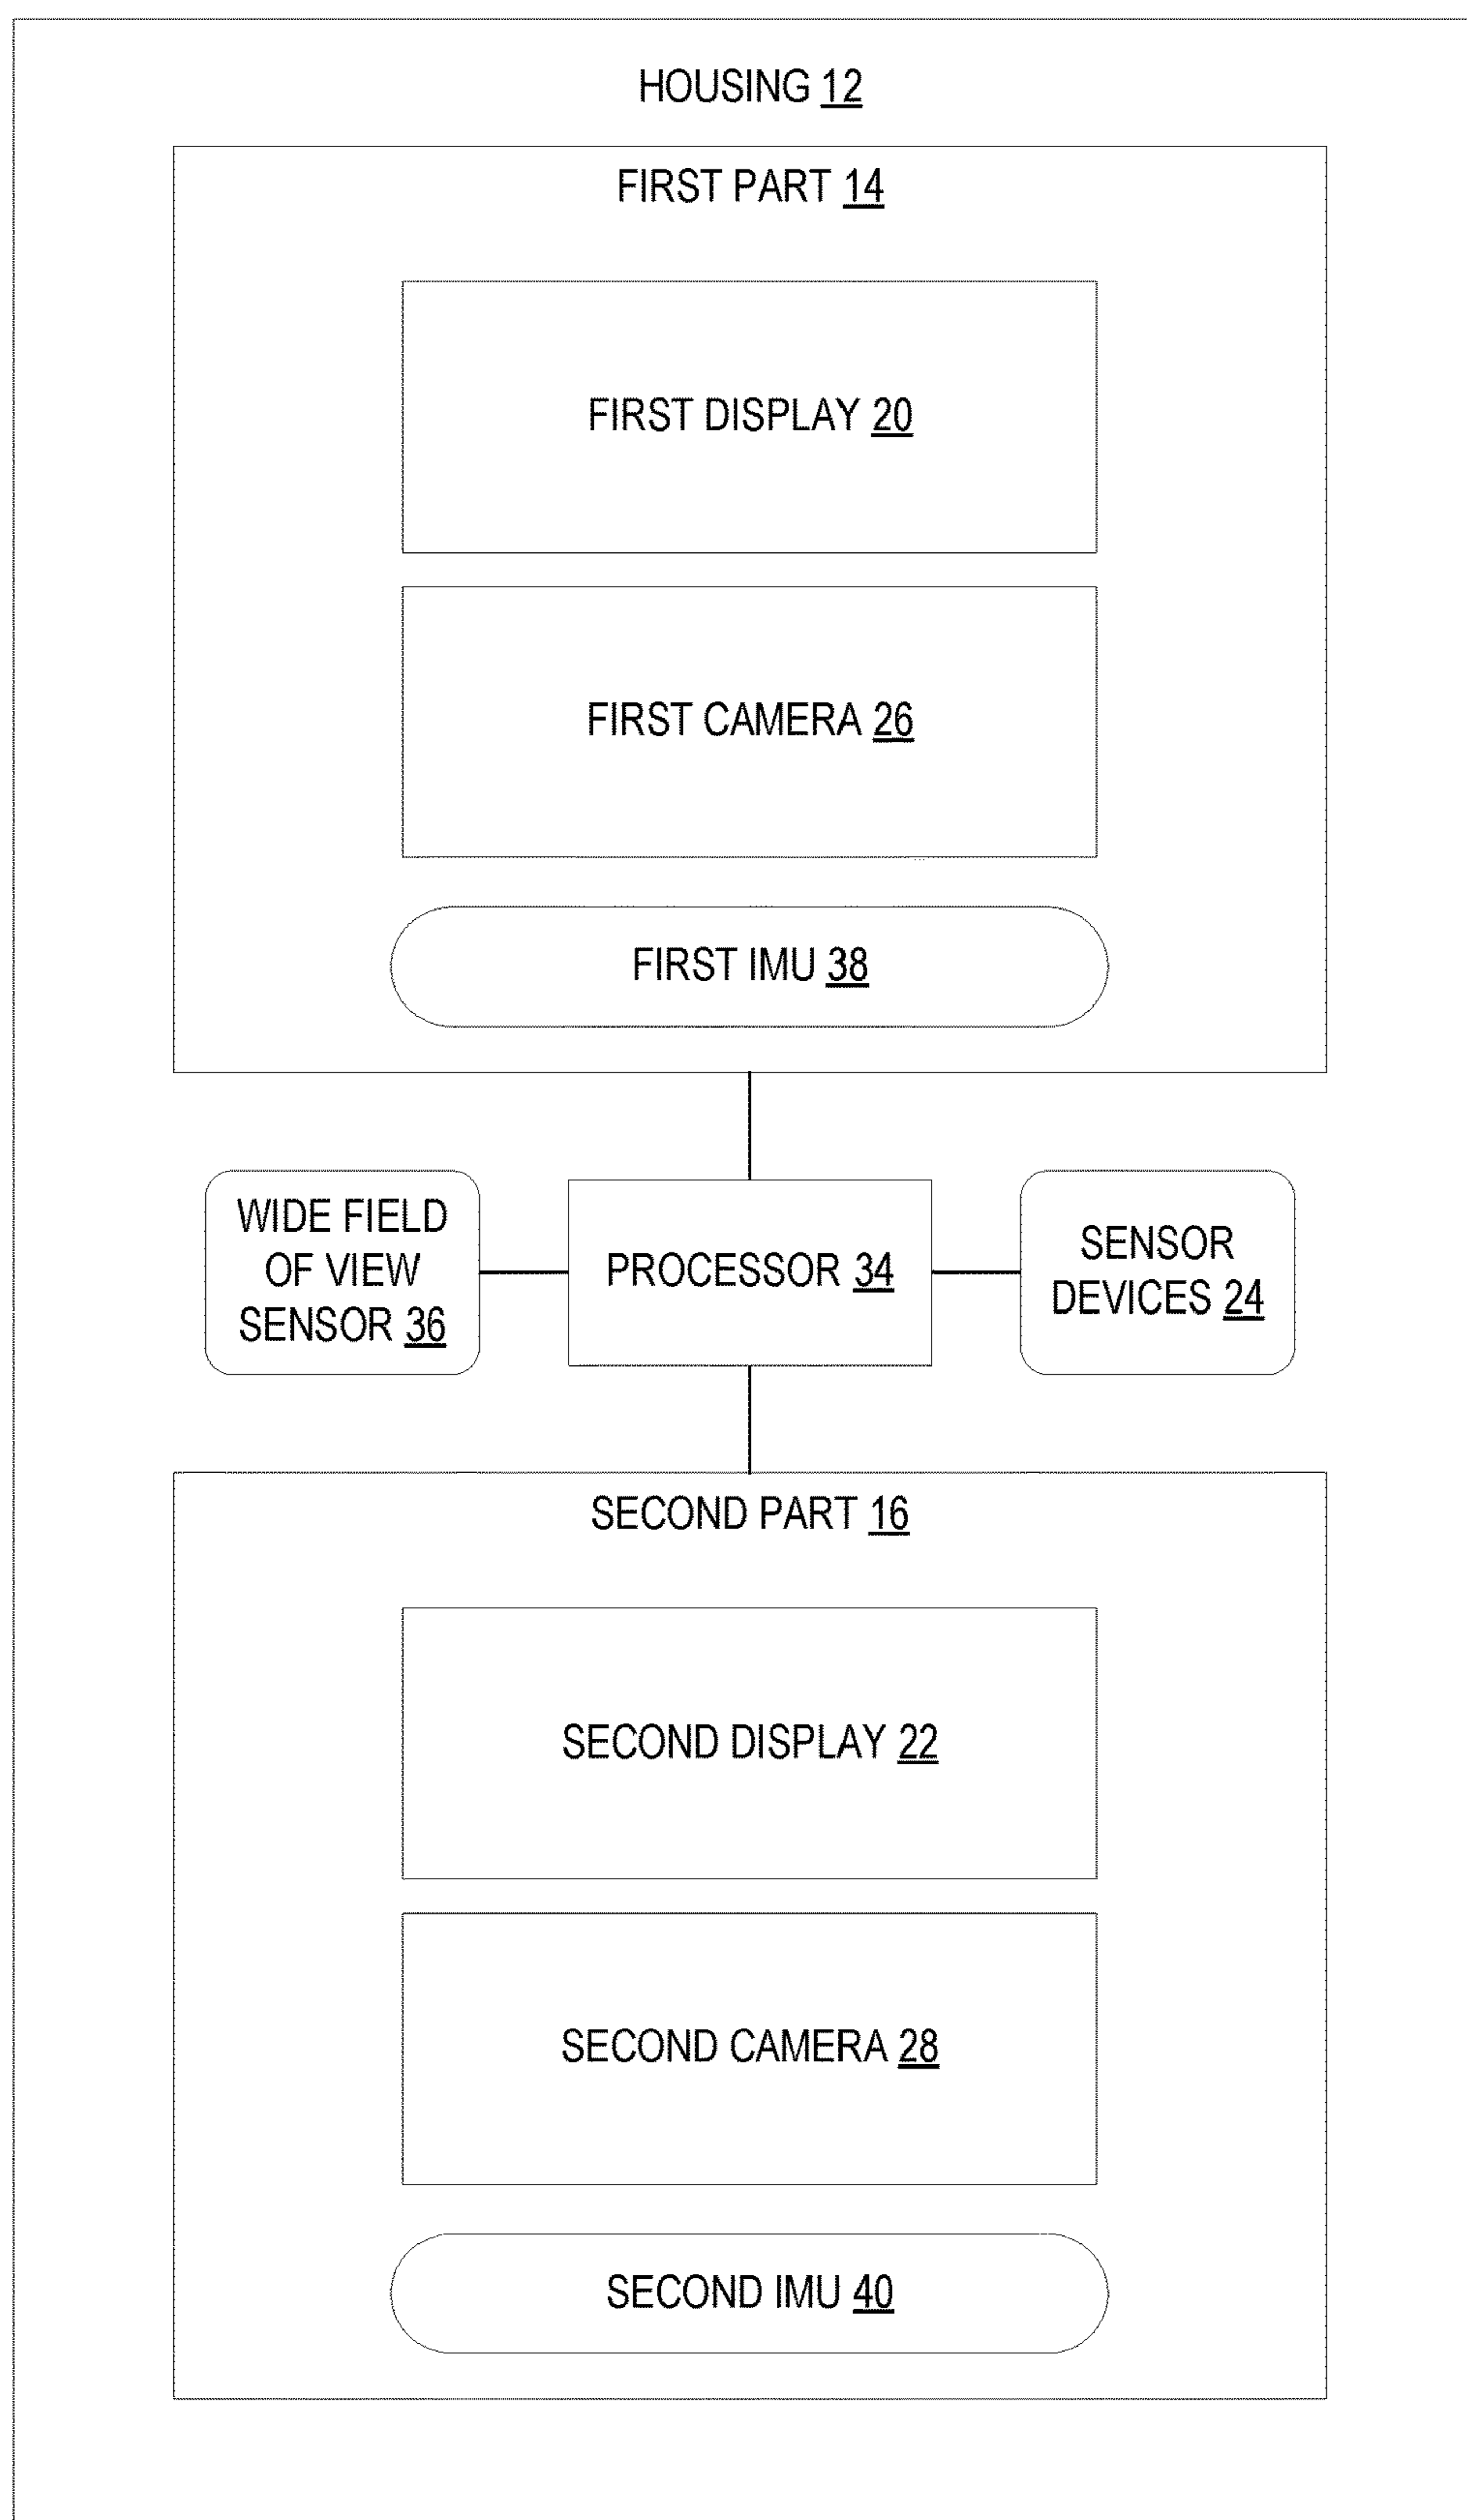 HOUSING 12
FIRST PART 14
FIRST DISPLAY 20
FIRST CAMERA 26
FIRST IMU 38
WIDE FIELD
OF VIEW
SENSOR 36
PROCESSOR 34
SENSOR
DEVICES 24
SECOND PART 16
SECOND DISPLAY 22
SECOND CAMERA 28
SECOND IMU 40